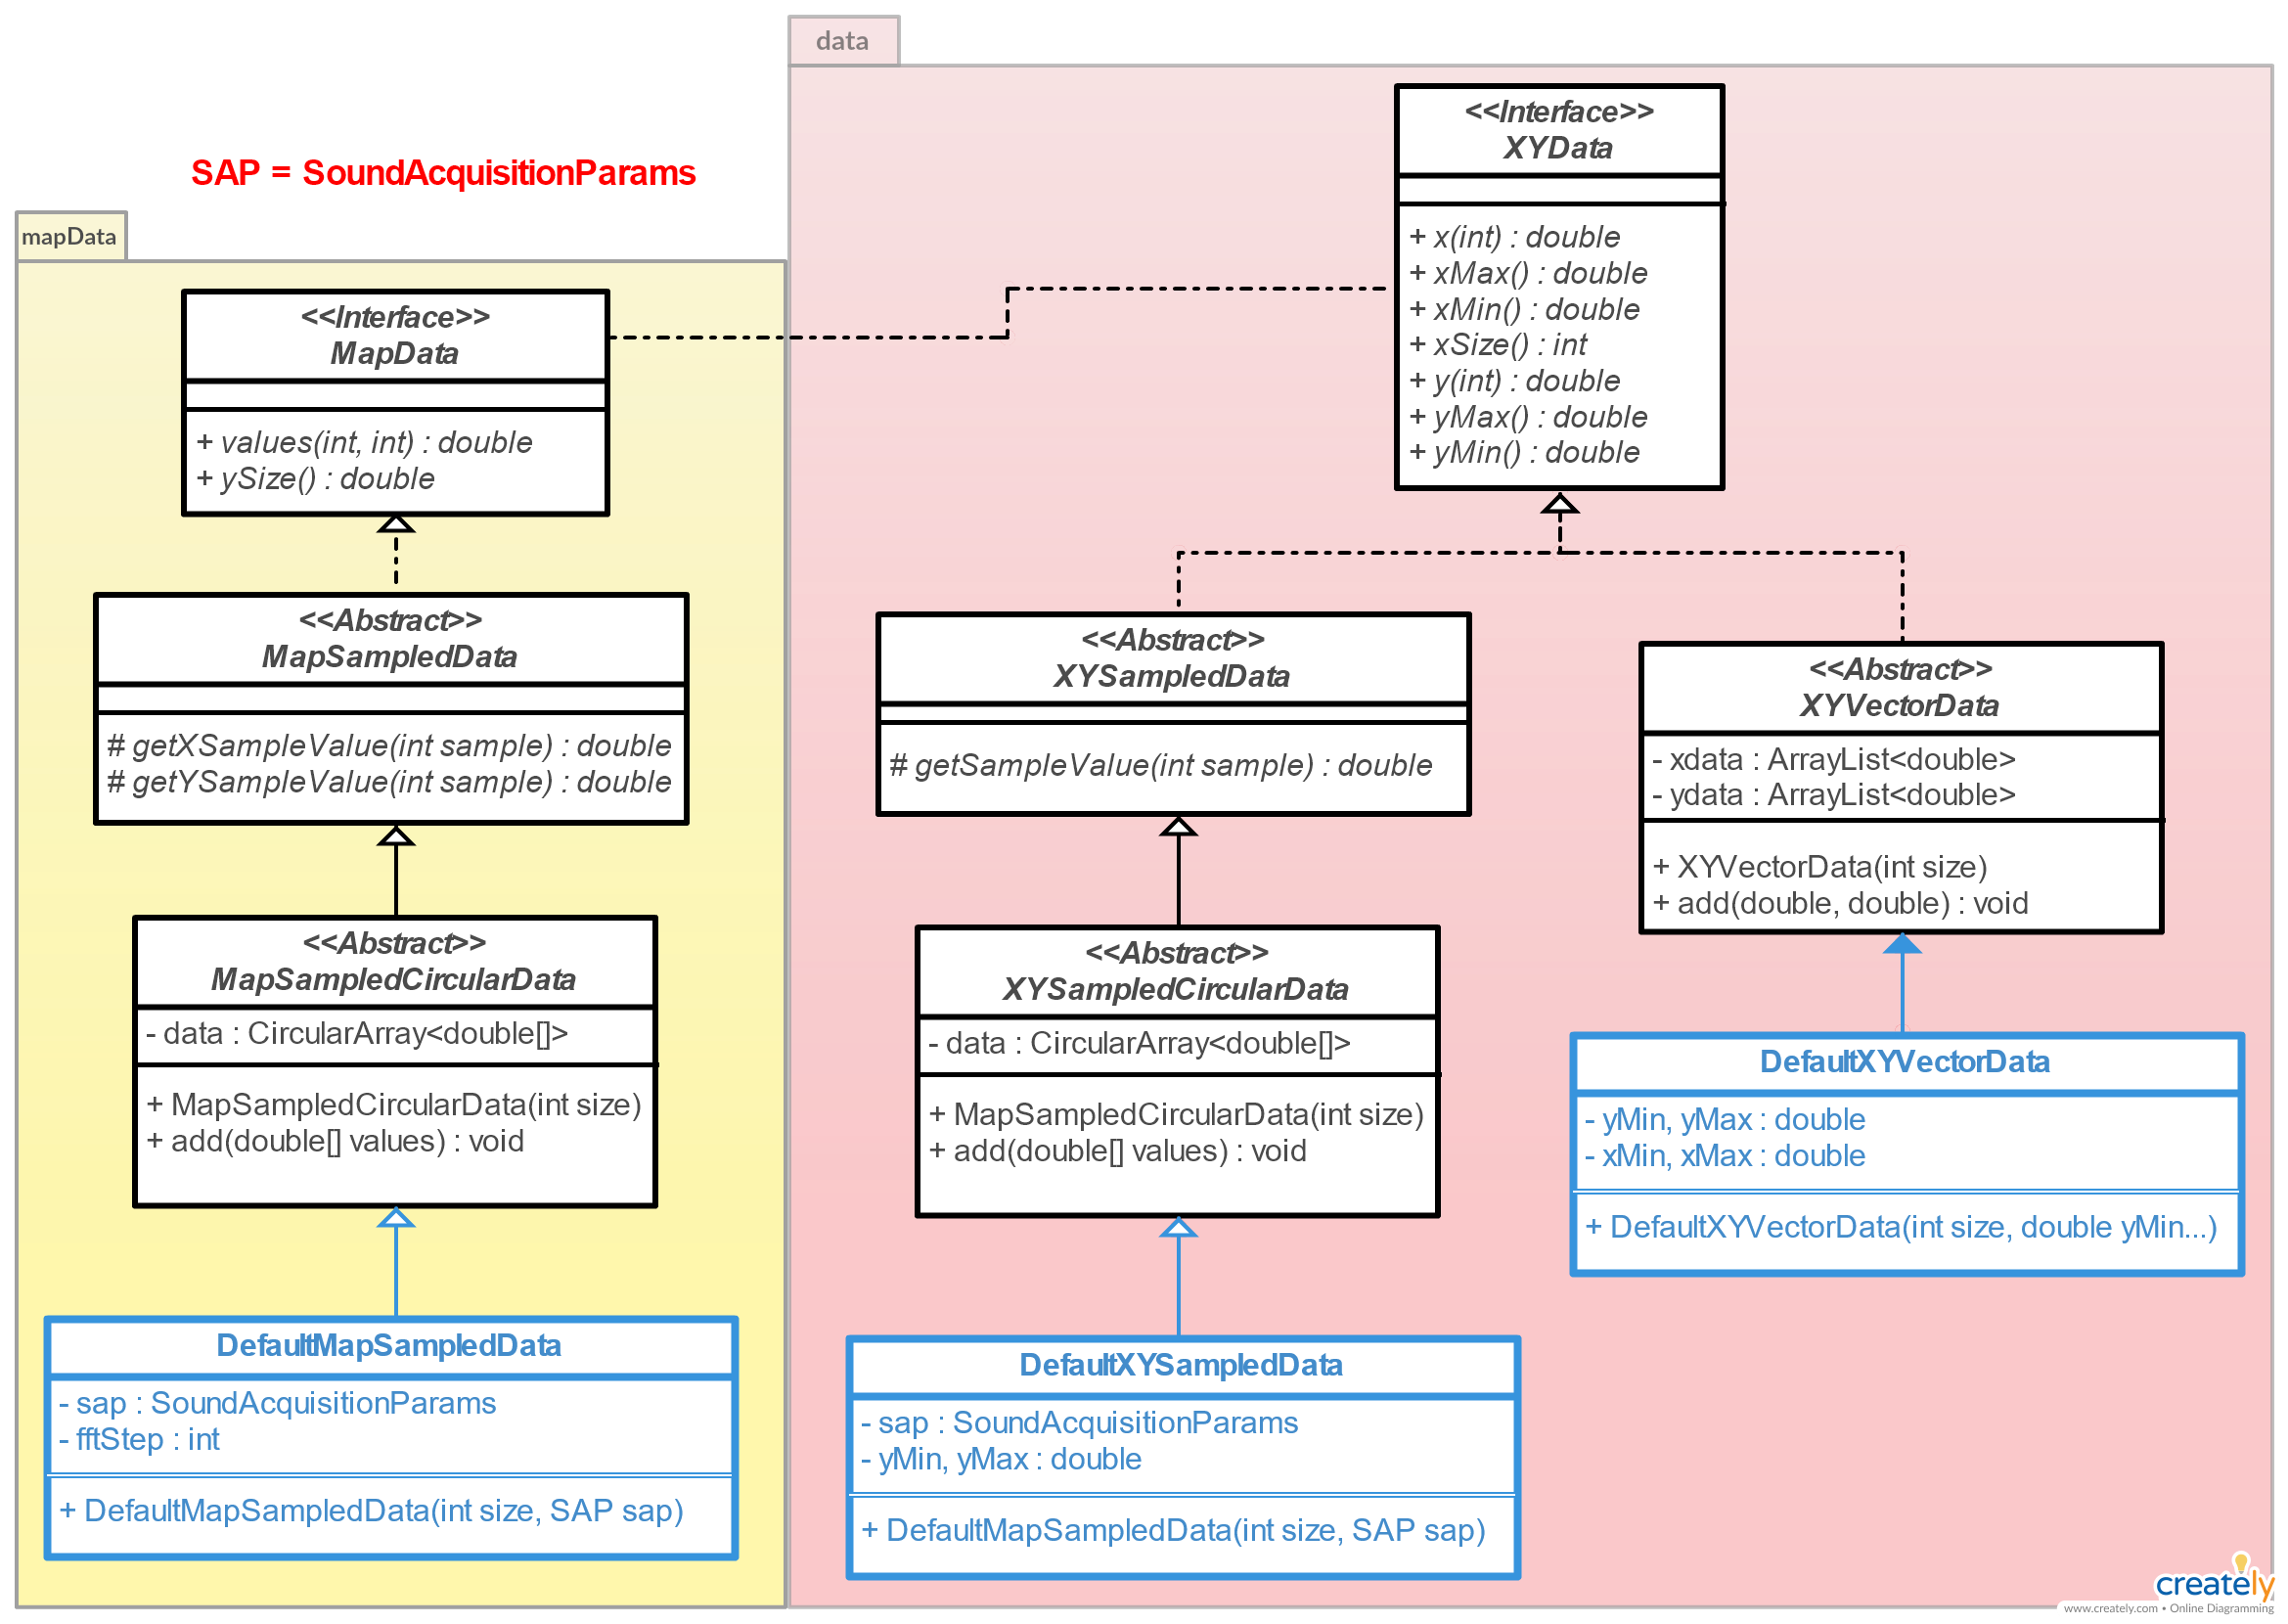 data
<<Interface>>
XYData
+ x(int) : double
+ xMax() : double
+ xMin() : double
+ xSize() : int
+ y(int) : double
+ yMax() : double
+ yMin() : double
SAP = SoundAcquisitionParams
mapData
<<Interface>>
MapData
+ values(int, int) : double
+ ySize() : double
<<Abstract>>
MapSampledData
# getXSampleValue(int sample) : double
# getYSampleValue(int sample) : double
<<Abstract>>
XYSampledData
# getSampleValue(int sample) : double
<<Abstract>>
XYVectorData
- xdata : ArrayList<double>
- ydata : ArrayList<double>
+ XYVectorData(int size)
+ add(double, double) : void
<<Abstract>>
MapSampledCircularData
- data : CircularArray<double[]>
+ MapSampledCircularData(int size)
+ add(double[] values) : void
<<Abstract>>
XYSampledCircularData
- data : CircularArray<double[]>
+ MapSampledCircularData(int size)
+ add(double[] values) : void
DefaultXYVectorData
- yMin, yMax : double
- xMin, xMax : double
+ DefaultXYVectorData(int size, double yMin...)
DefaultMapSampledData
- sap : SoundAcquisitionParams
- fftStep : int
+ DefaultMapSampledData(int size, SAP sap)
DefaultXYSampledData
- sap : SoundAcquisitionParams
- yMin, yMax : double
+ DefaultMapSampledData(int size, SAP sap)
creately
www.creately.com • Online Diagramming